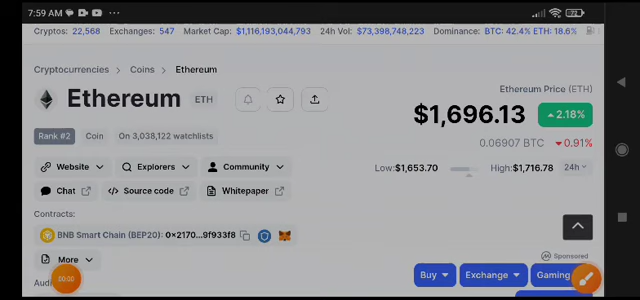 7:59 AM ... 72
Cryptos: 22,568 Exchanges: 547 Market Cap: $1,116,193,044,793 24h Vol: $73,398,748,223 Dominance: BTC: 42.4% ETH: 18.6%
Cryptocurrencies > Coins > Ethereum
Ethereum ETH
Ethereum Price (ETH)
$1,696.13 2.18%
Rank #2 Coin On 3,038,122 watchlists
0.06907 BTC 0.91%
Website Explorers Community
Low:$1,653.70 High:$1,716.78 24h
Chat Source code Whitepaper
Contracts:
BNB Smart Chain (BEP20): 0x2170...9f933f8
Sponsored
More
Buy Exchange Gaming
Audi
00:00